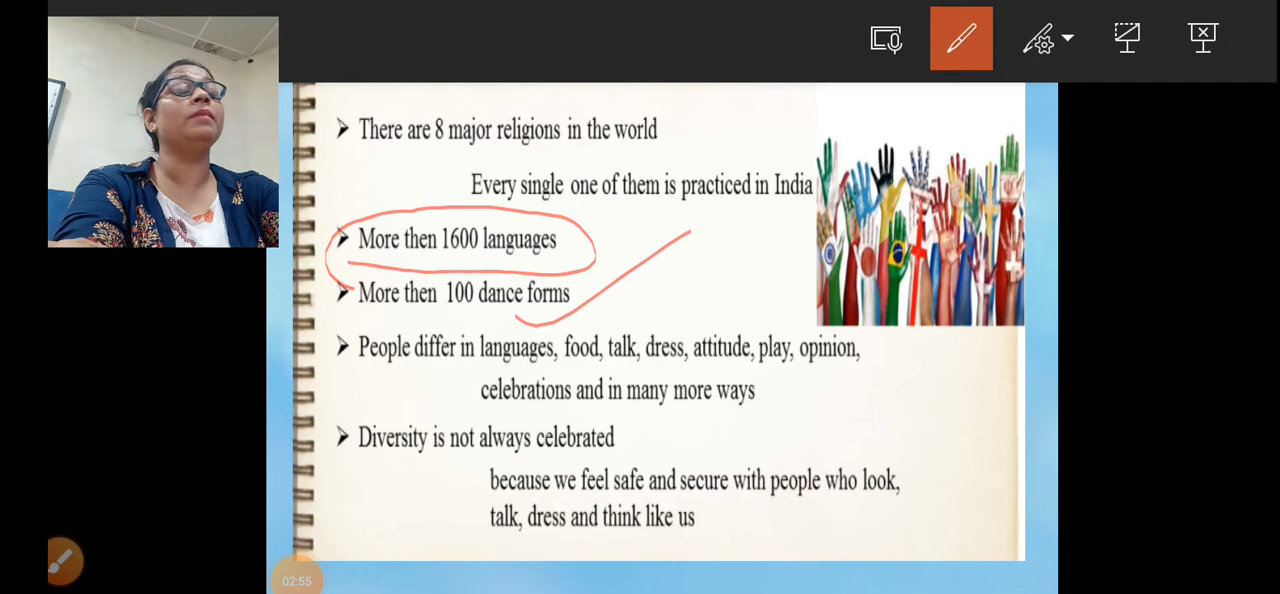 There are 8 major religions in the world
Every single one of them is practiced in India
More then 1600 languages
More then 100 dance forms
People differ in languages, food, talk, dress, attitude, play, opinion,
celebrations and in many more ways
Diversity is not always celebrated
because we feel safe and secure with people who look,
talk, dress and think like us
02:55